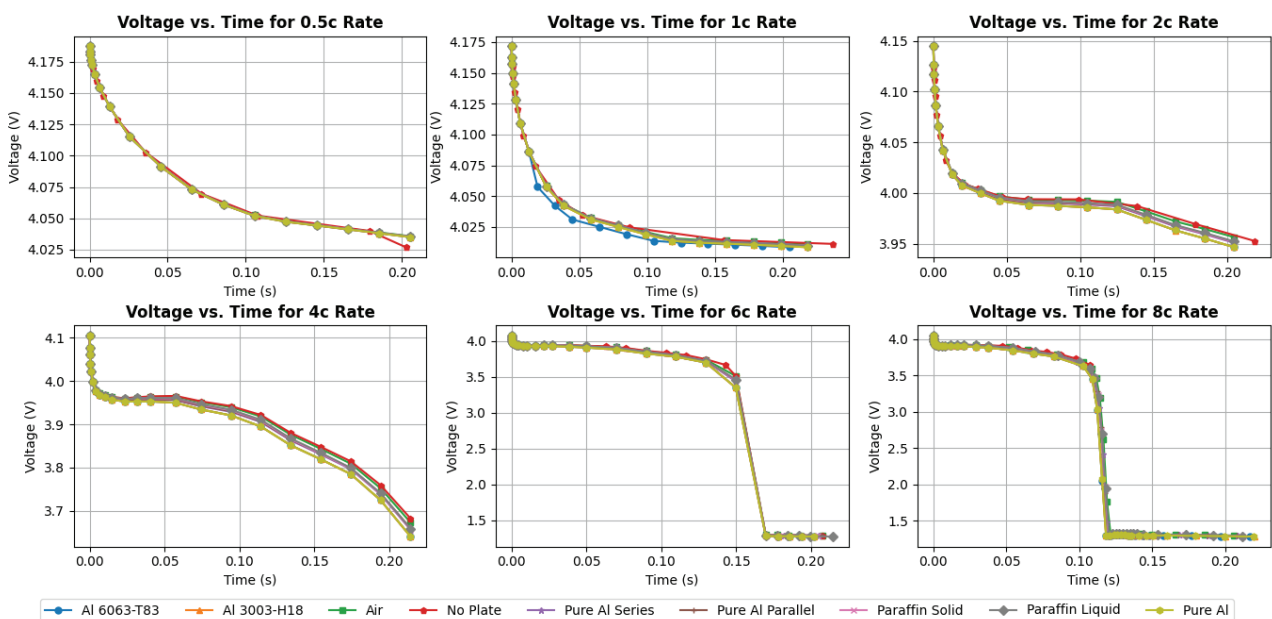 Voltage vs. Time for 0.5c Rate
Voltage (V)
4.175
4.150
4.125
4.100
4.075
4.050
4.025
0.00 0.05 0.10 0.15 0.20
Time (s)
Voltage vs. Time for 1c Rate
Voltage (V)
4.175
4.150
4.125
4.100
4.075
4.050
4.025
0.00 0.05 0.10 0.15 0.20
Time (s)
Voltage vs. Time for 2c Rate
Voltage (V)
4.15
4.10
4.05
4.00
3.95
0.00 0.05 0.10 0.15 0.20
Time (s)
Voltage vs. Time for 4c Rate
Voltage (V)
4.1
4.0
3.9
3.8
3.7
0.00 0.05 0.10 0.15 0.20
Time (s)
Voltage vs. Time for 6c Rate
Voltage (V)
4.0
3.5
3.0
2.5
2.0
1.5
0.00 0.05 0.10 0.15 0.20
Time (s)
Voltage vs. Time for 8c Rate
Voltage (V)
4.0
3.5
3.0
2.5
2.0
1.5
0.00 0.05 0.10 0.15 0.20
Time (s)
Al 6063-T83 Al 3003-H18 Air No Plate Pure Al Series Pure Al Parallel Paraffin Solid Paraffin Liquid Pure Al